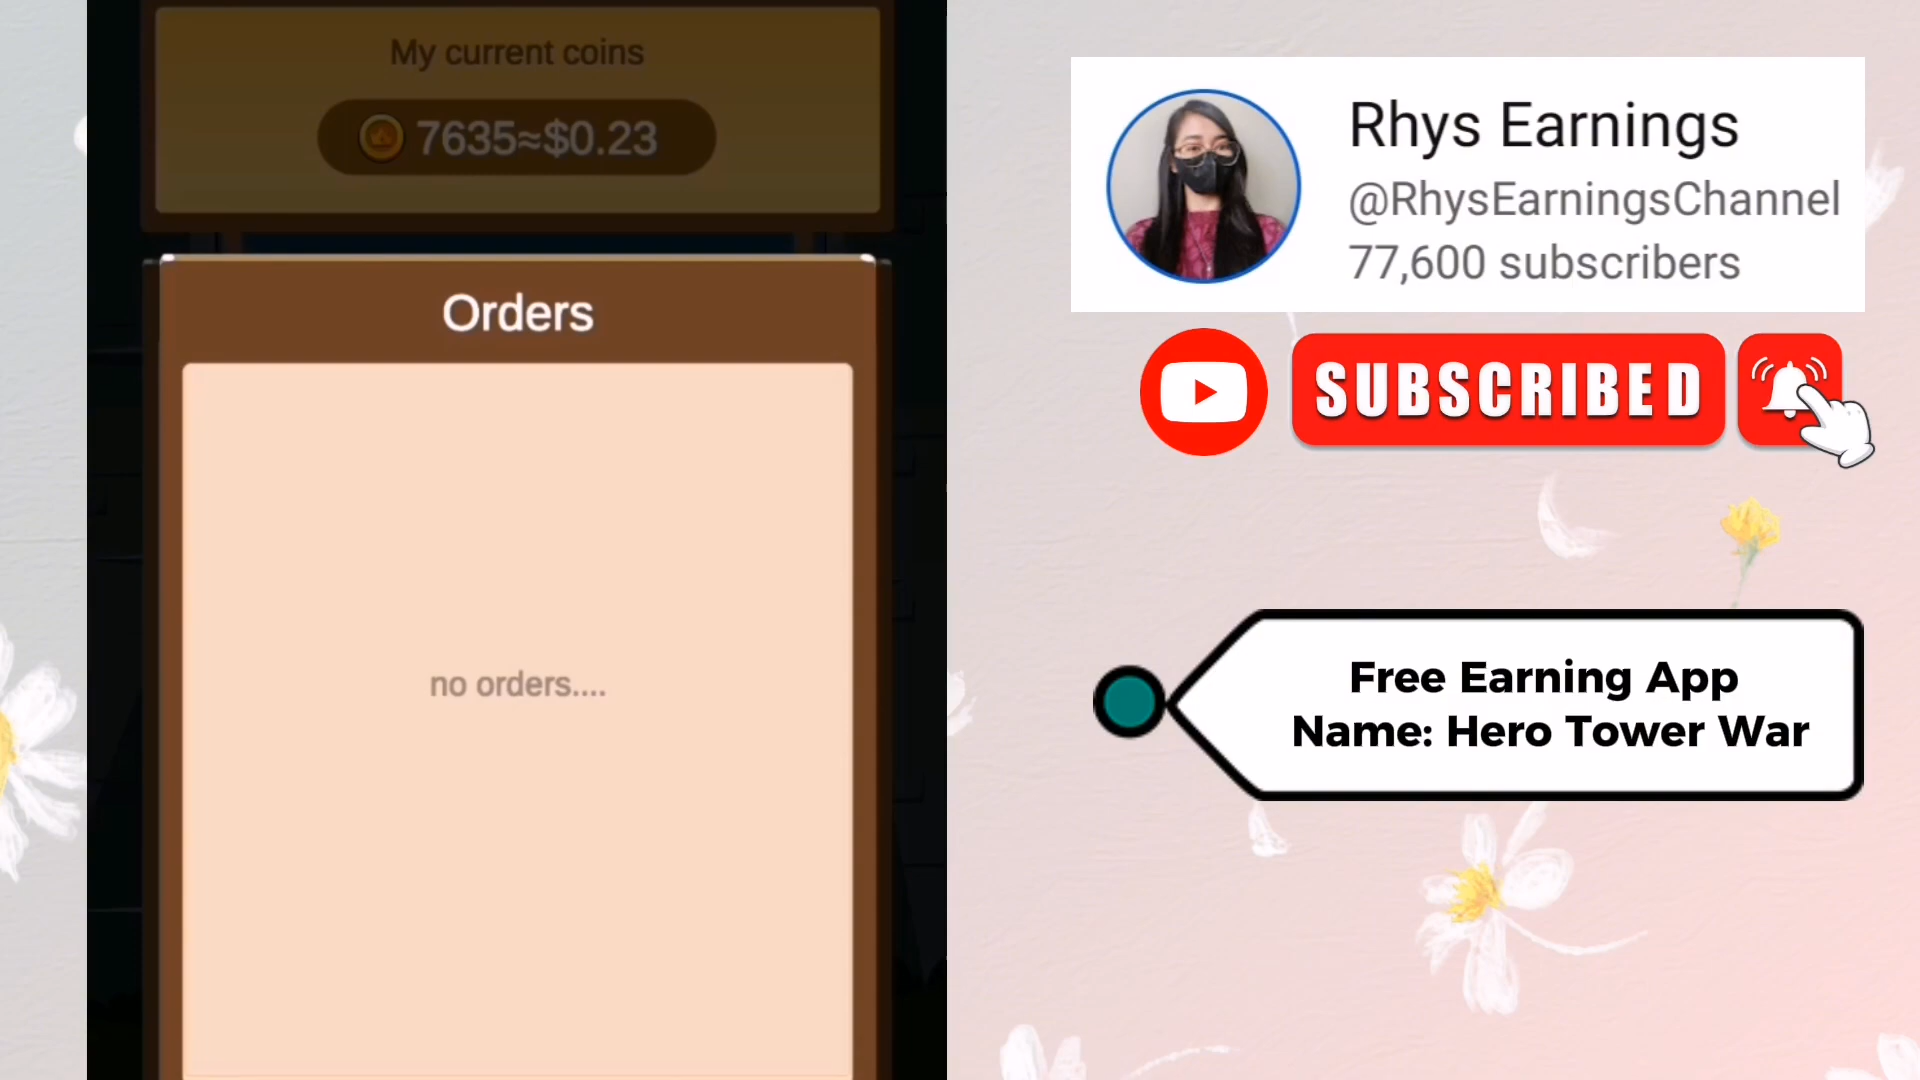 My current coins
7635≈$0.23
Orders
no orders....
Rhys Earnings
@RhysEarningsChannel
77,600 subscribers
SUBSCRIBED
Free Earning App
Name: Hero Tower War